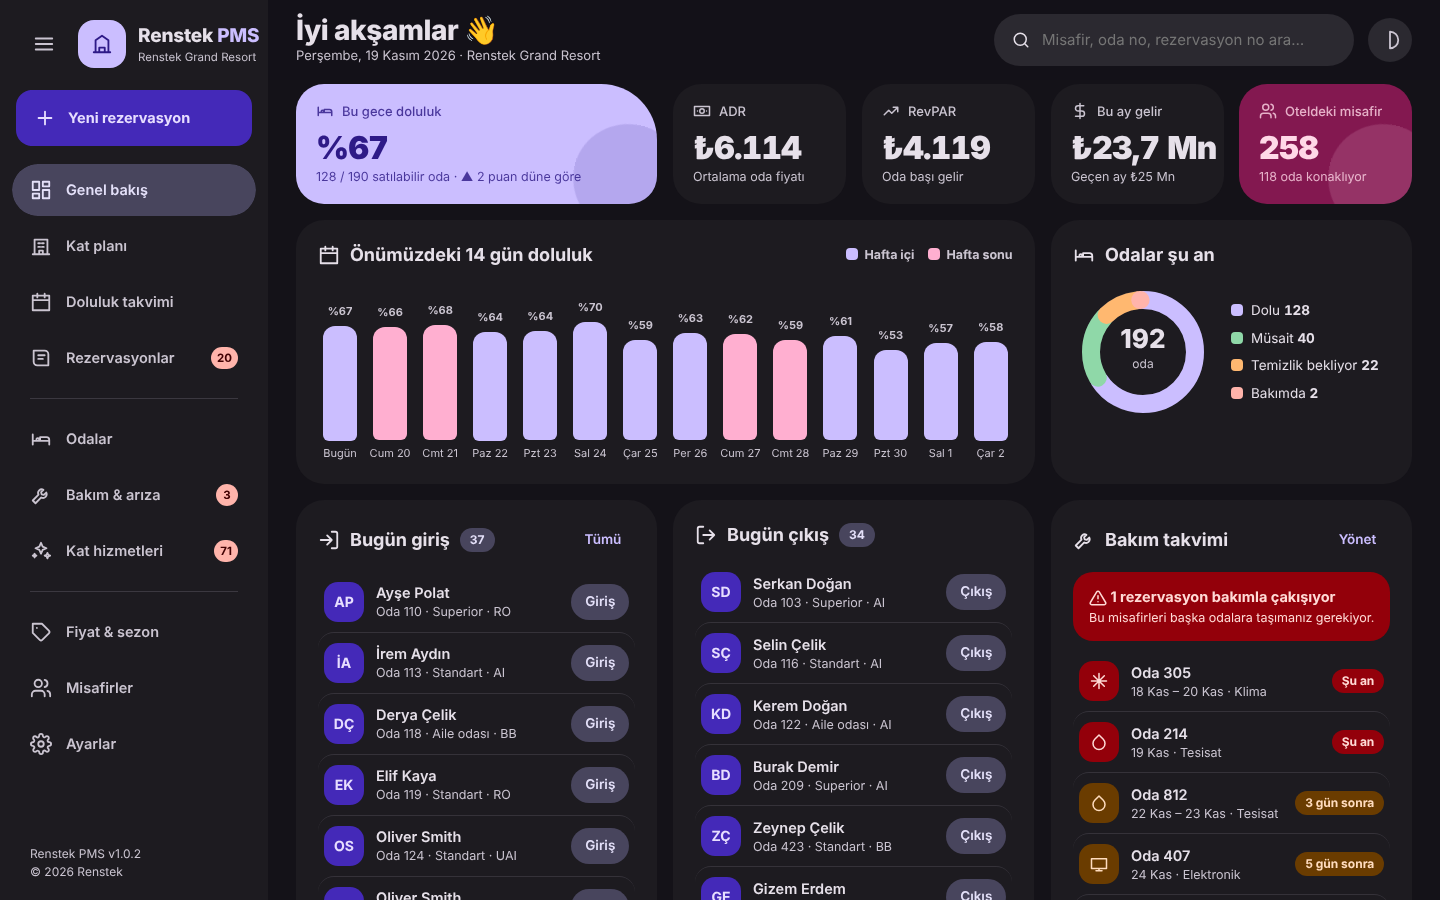 Renstek PMS
Renstek Grand Resort
Yeni rezervasyon
Genel bakış
Kat planı
Doluluk takvimi
Rezervasyonlar 20
Odalar
Bakım & arıza 3
Kat hizmetleri 71
Fiyat & sezon
Misafirler
Ayarlar
Renstek PMS v1.0.2
© 2026 Renstek
İyi akşamlar 👋
Perşembe, 19 Kasım 2026 · Renstek Grand Resort
Misafir, oda no, rezervasyon no ara...
Bu gece doluluk
%67
128 / 190 satılabilir oda · ▲ 2 puan düne göre
ADR
₺6.114
Ortalama oda fiyatı
RevPAR
₺4.119
Oda başı gelir
Bu ay gelir
₺23,7 Mn
Geçen ay ₺25 Mn
Oteldeki misafir
258
118 oda konaklıyor
Önümüzdeki 14 gün doluluk
Hafta içi Hafta sonu
%67 %66 %68 %64 %64 %70 %59 %63 %62 %59 %61 %53 %57 %58
Bugün Cum 20 Cmt 21 Paz 22 Pzt 23 Sal 24 Çar 25 Per 26 Cum 27 Cmt 28 Paz 29 Pzt 30 Sal 1 Çar 2
Odalar şu an
192
oda
Dolu 128
Müsait 40
Temizlik bekliyor 22
Bakımda 2
Bugün giriş 37 Tümü
AP Ayşe Polat
Oda 110 · Superior · RO
Giriş
İA İrem Aydın
Oda 113 · Standart · AI
Giriş
DÇ Derya Çelik
Oda 118 · Aile odası · BB
Giriş
EK Elif Kaya
Oda 119 · Standart · RO
Giriş
OS Oliver Smith
Oda 124 · Standart · UAI
Giriş
Oliver Smith
Bugün çıkış 34
SD Serkan Doğan
Oda 103 · Superior · AI
Çıkış
SÇ Selin Çelik
Oda 116 · Standart · AI
Çıkış
KD Kerem Doğan
Oda 122 · Aile odası · AI
Çıkış
BD Burak Demir
Oda 209 · Superior · AI
Çıkış
ZÇ Zeynep Çelik
Oda 423 · Standart · BB
Çıkış
GE Gizem Erdem
Çıkış
Bakım takvimi Yönet
1 rezervasyon bakımla çakışıyor
Bu misafirleri başka odalara taşımanız gerekiyor.
Oda 305
18 Kas – 20 Kas · Klima
Şu an
Oda 214
19 Kas · Tesisat
Şu an
Oda 812
22 Kas – 23 Kas · Tesisat
3 gün sonra
Oda 407
24 Kas · Elektronik
5 gün sonra